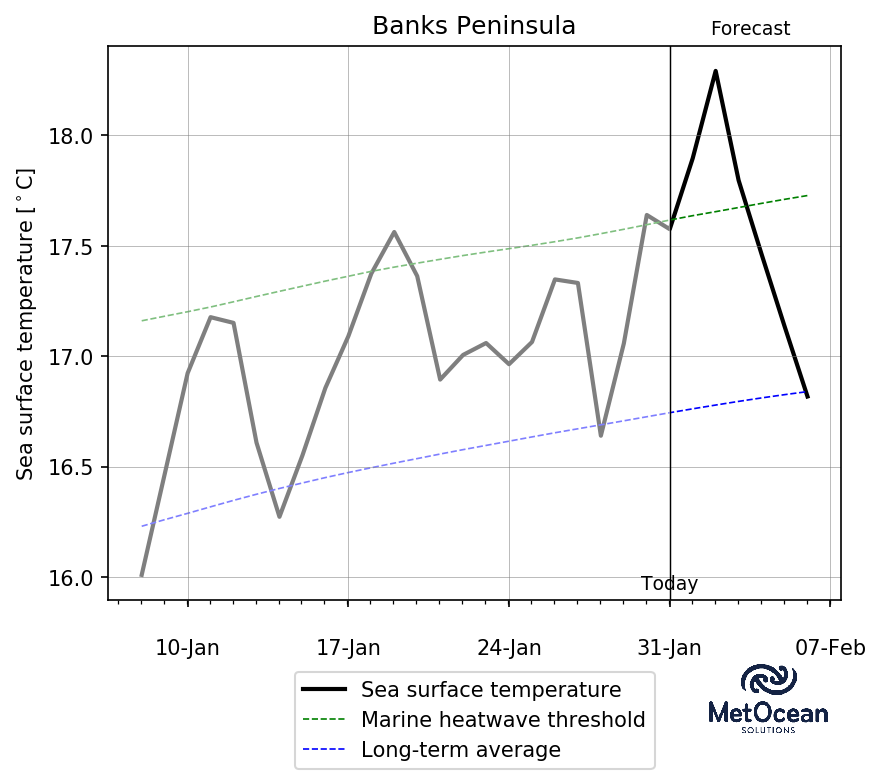 Banks Peninsula
Forecast
Sea surface temperature [°C]
18.0
17.5
17.0
16.5
16.0
Today
10-Jan 17-Jan 24-Jan 31-Jan 07-Feb
Sea surface temperature
Marine heatwave threshold
Long-term average
MetOcean
SOLUTIONS